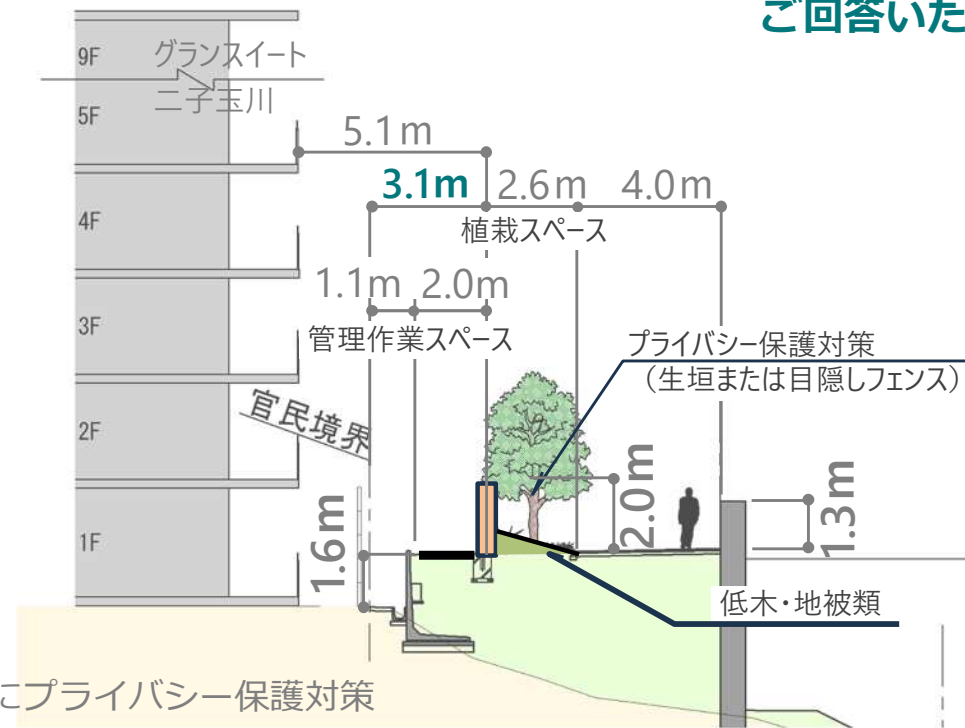 ご回答いた
9F
グランスイート
二子玉川
5F
5.1m
3.1m 2.6m 4.0m
植栽スペース
4F
1.1m 2.0m
管理作業スペース
3F
プライバシー保護対策
（生垣または目隠しフェンス）
官民境界
2F
1F
1.6m
2.0m
1.3m
低木・地被類
にプライバシー保護対策